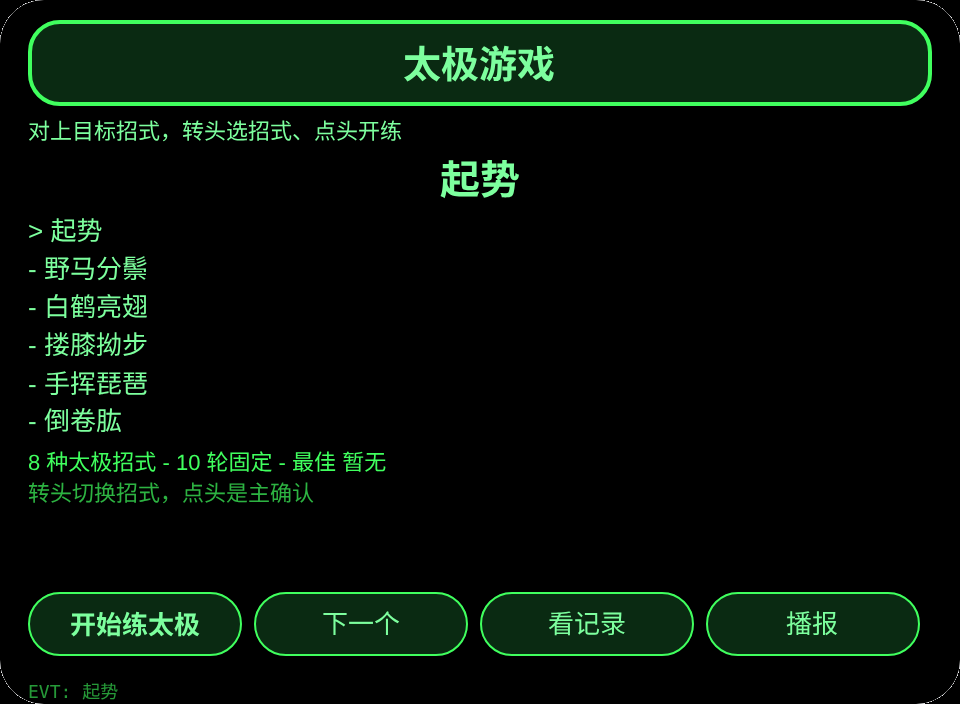 太极游戏
对上目标招式，转头选招式、点头开练
起势
> 起势
- 野马分鬃
- 白鹤亮翅
- 搂膝拗步
- 手挥琵琶
- 倒卷肱
8 种太极招式 - 10 轮固定 - 最佳 暂无
转头切换招式，点头是主确认
开始练太极 下一个 看记录 播报
EVT: 起势